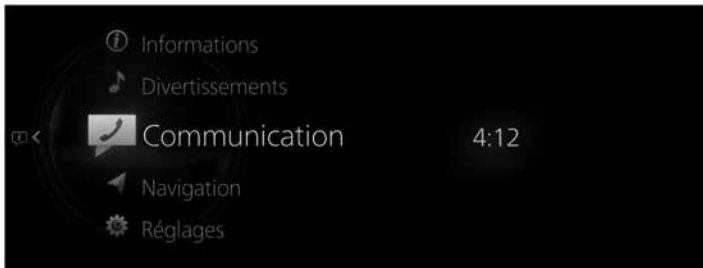 Informations
Divertissements
Communication
4:12
Navigation
Réglages